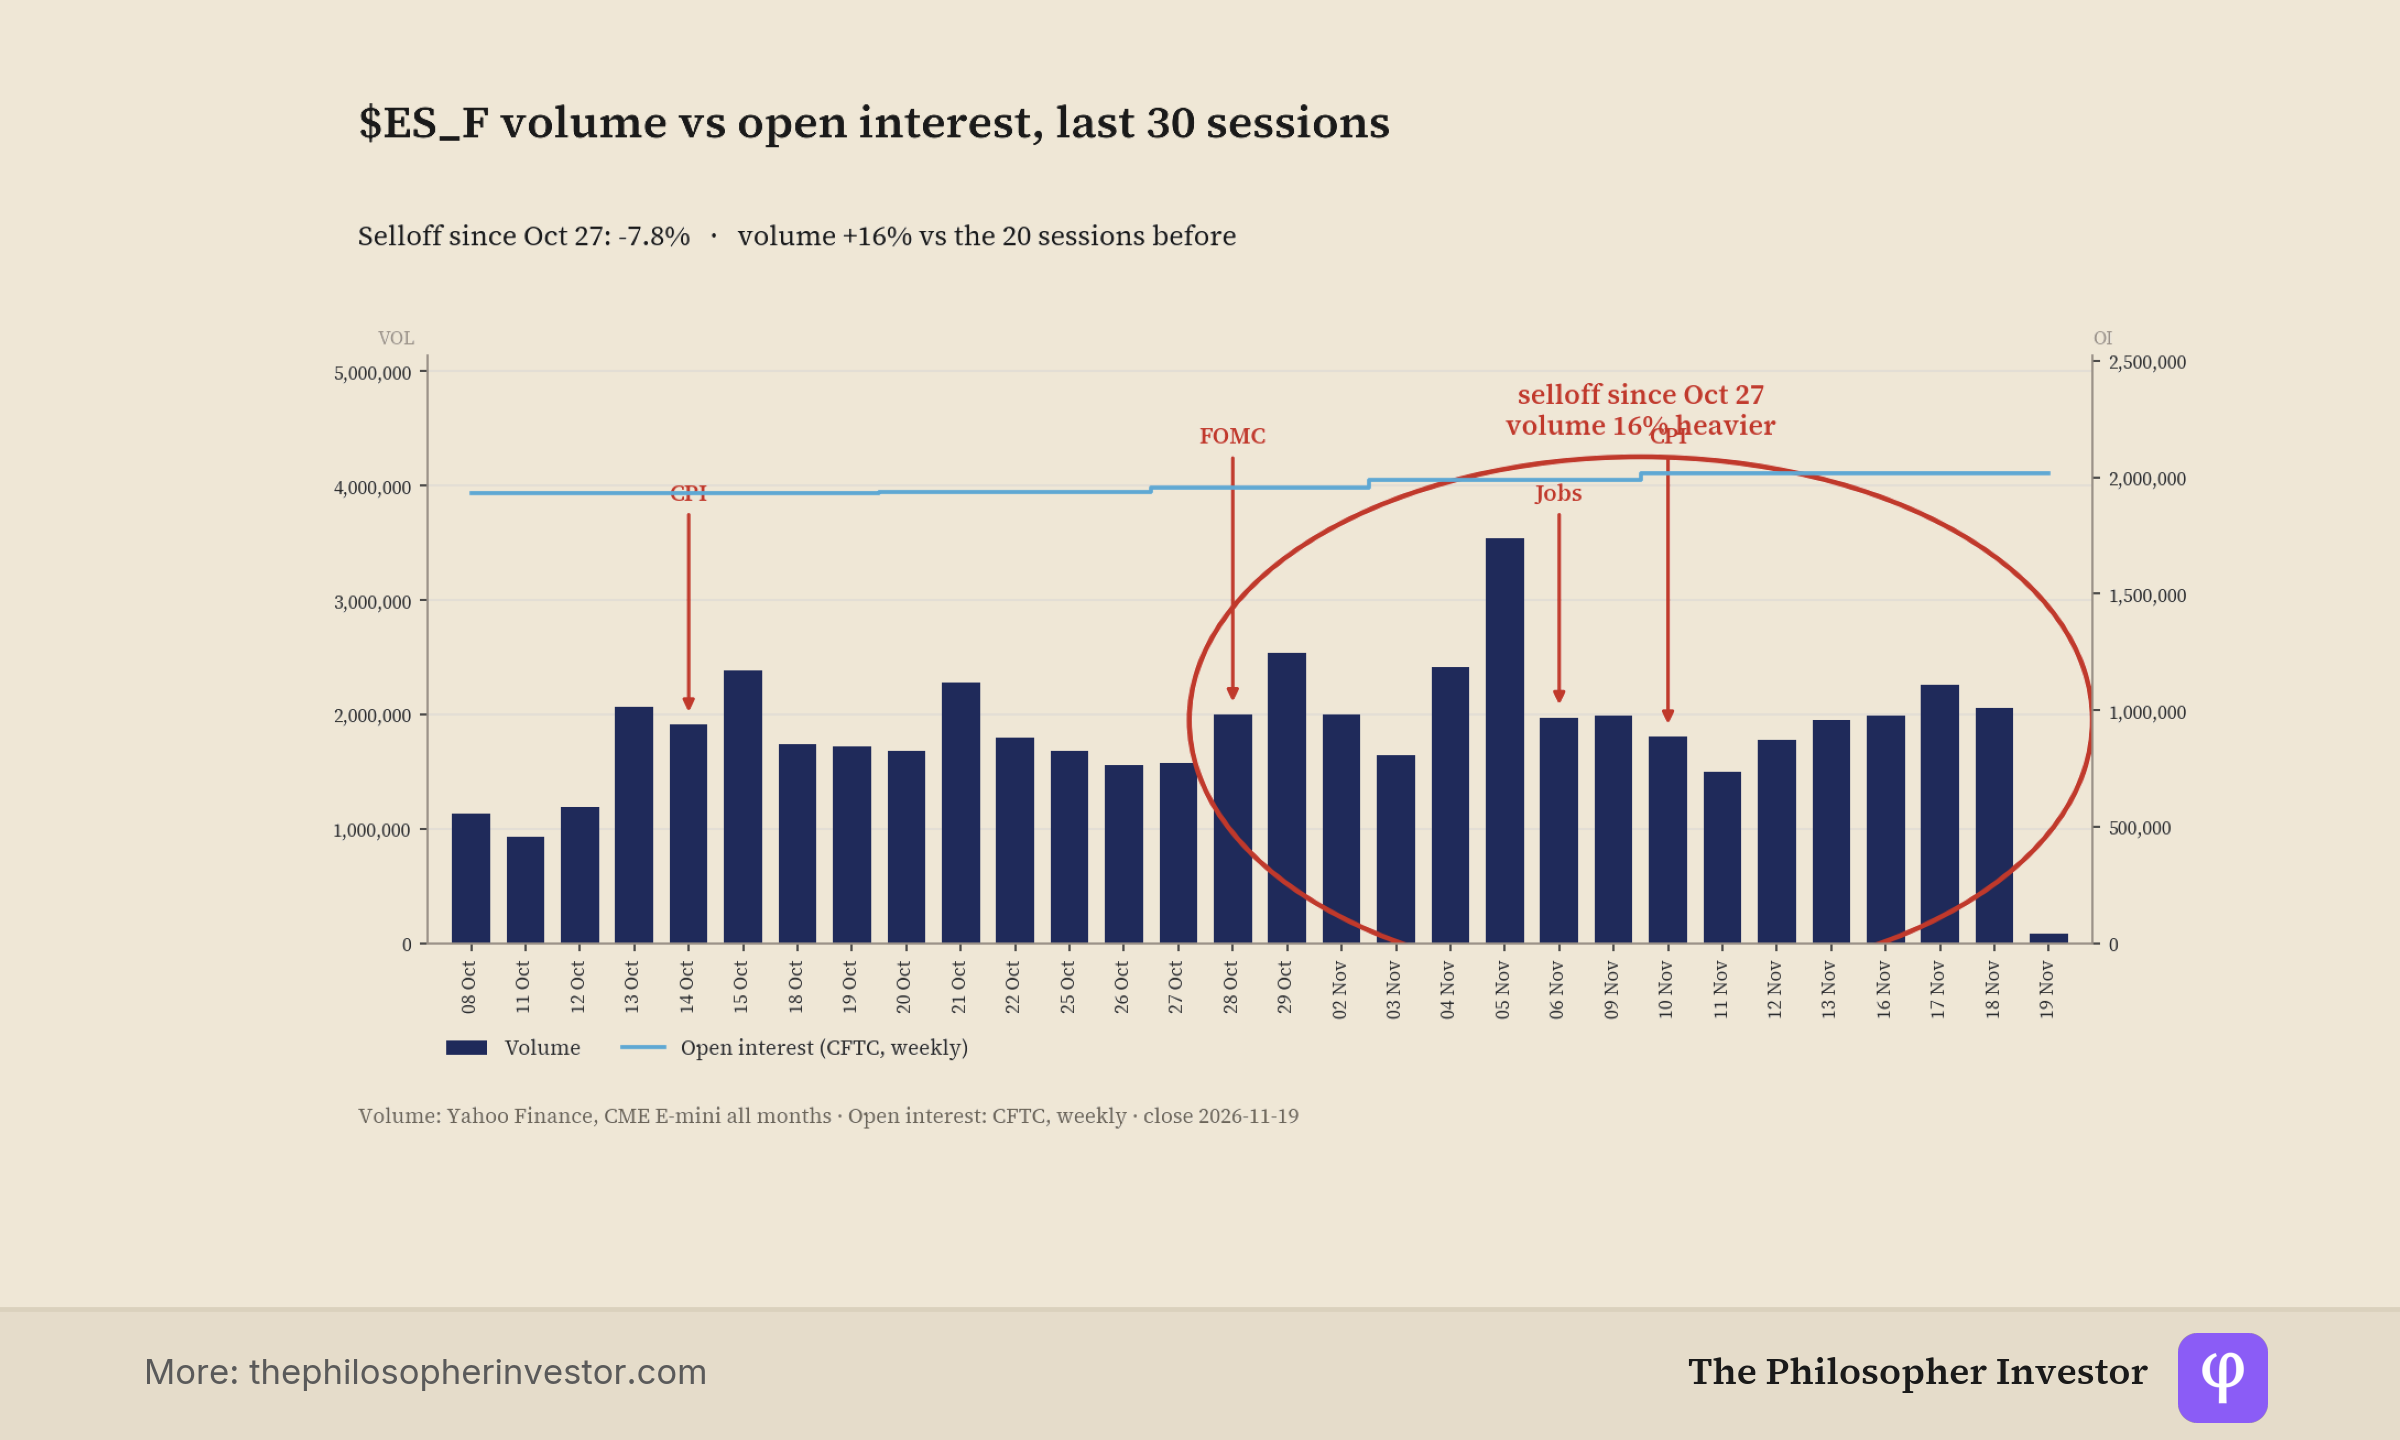 $ES_F volume vs open interest, last 30 sessions
Selloff since Oct 27: -7.8% · volume +16% vs the 20 sessions before
VOL
OI
5,000,000
4,000,000
3,000,000
2,000,000
1,000,000
0
2,500,000
2,000,000
1,500,000
1,000,000
500,000
0
selloff since Oct 27
volume 16% heavier
CPI
FOMC
Jobs
CPI
08 Oct
11 Oct
12 Oct
13 Oct
14 Oct
15 Oct
18 Oct
19 Oct
20 Oct
21 Oct
22 Oct
25 Oct
26 Oct
27 Oct
28 Oct
29 Oct
02 Nov
03 Nov
04 Nov
05 Nov
06 Nov
09 Nov
10 Nov
11 Nov
12 Nov
13 Nov
16 Nov
17 Nov
18 Nov
19 Nov
Volume
Open interest (CFTC, weekly)
Volume: Yahoo Finance, CME E-mini all months · Open interest: CFTC, weekly · close 2026-11-19
More: thephilosopherinvestor.com
The Philosopher Investor
φ